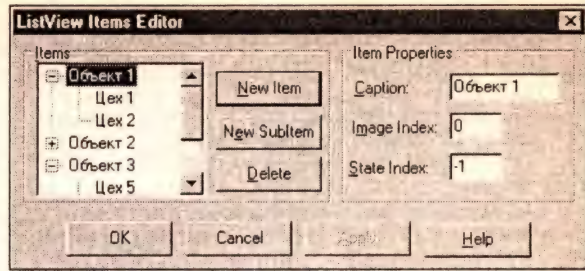 ListView Items Editor
Items
Объект 1
Цех 1
Цех 2
Объект 2
Объект 3
Цех 5
New Item
New SubItem
Delete
Item Properties
Caption: Объект 1
Image Index: 0
State Index: -1
OK Cancel Apply Help